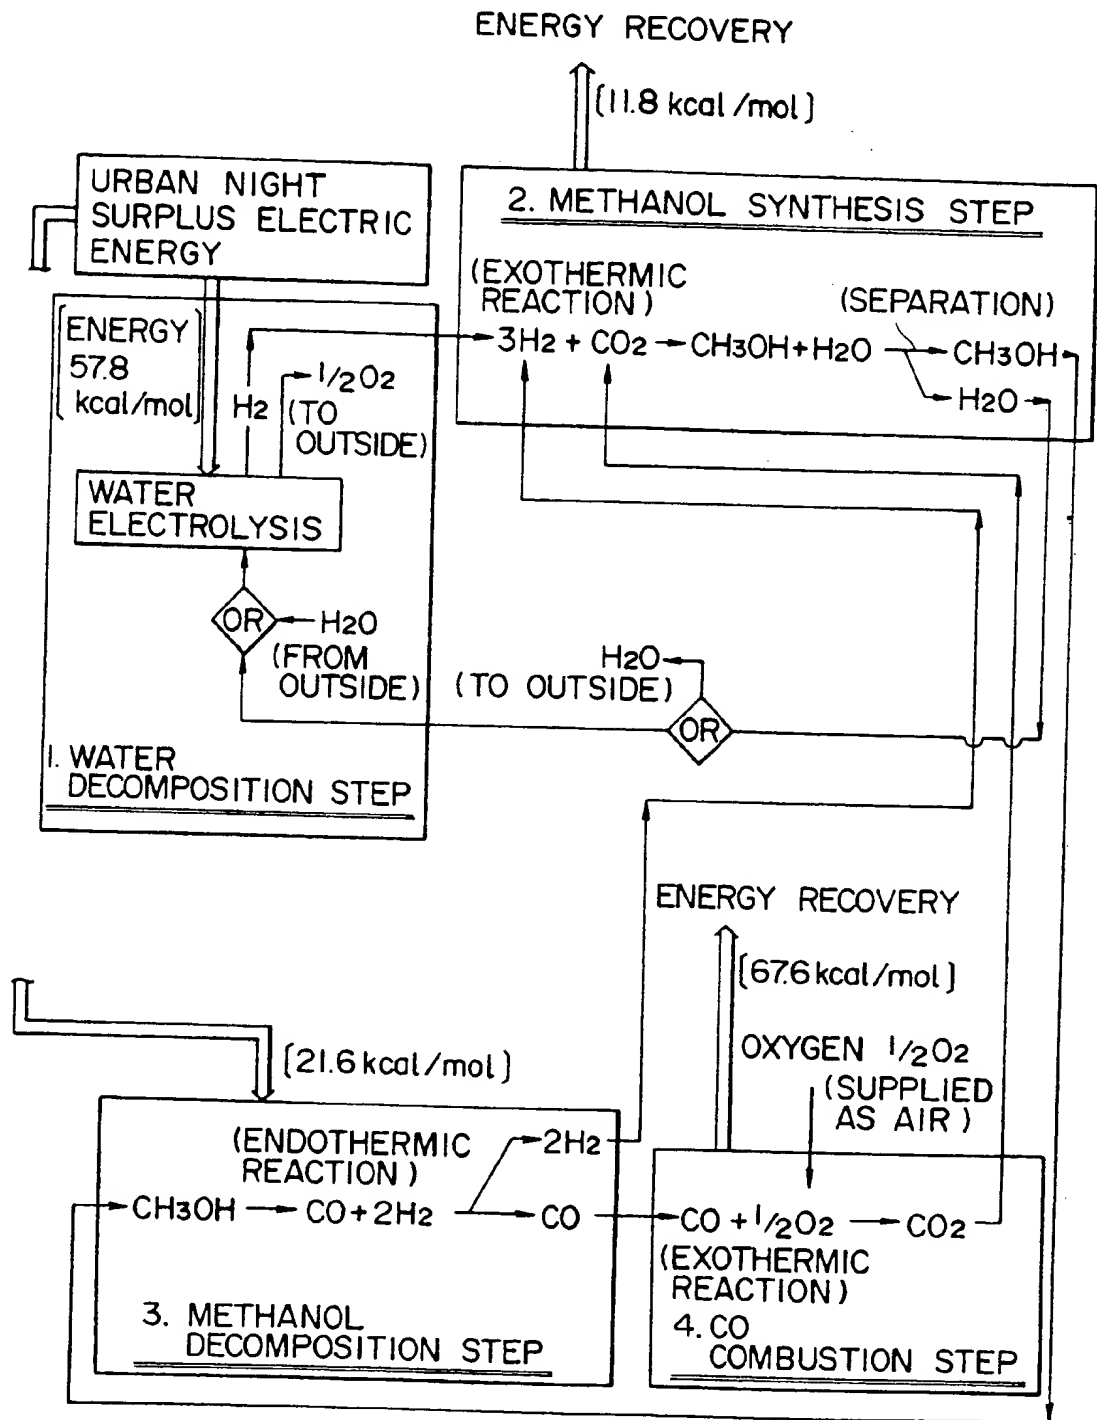 ENERGY RECOVERY
[11.8 kcal/mol]
URBAN NIGHT
SURPLUS ELECTRIC
ENERGY
2. METHANOL SYNTHESIS STEP
(EXOTHERMIC
REACTION)
(SEPARATION)
3H2 + CO2 → CH3OH + H2O → CH3OH
H2O
[ENERGY
57.8
kcal/mol]
H2
1/2O2
(TO
OUTSIDE)
WATER
ELECTROLYSIS
OR
H2O
(FROM
OUTSIDE)
H2O
(TO OUTSIDE)
OR
1. WATER
DECOMPOSITION STEP
ENERGY RECOVERY
[67.6 kcal/mol]
[21.6 kcal/mol]
OXYGEN 1/2O2
(SUPPLIED
AS AIR)
(ENDOTHERMIC
REACTION)
2H2
CH3OH → CO + 2H2 → CO
CO + 1/2O2 → CO2
(EXOTHERMIC
REACTION)
3. METHANOL
DECOMPOSITION STEP
4. CO
COMBUSTION STEP